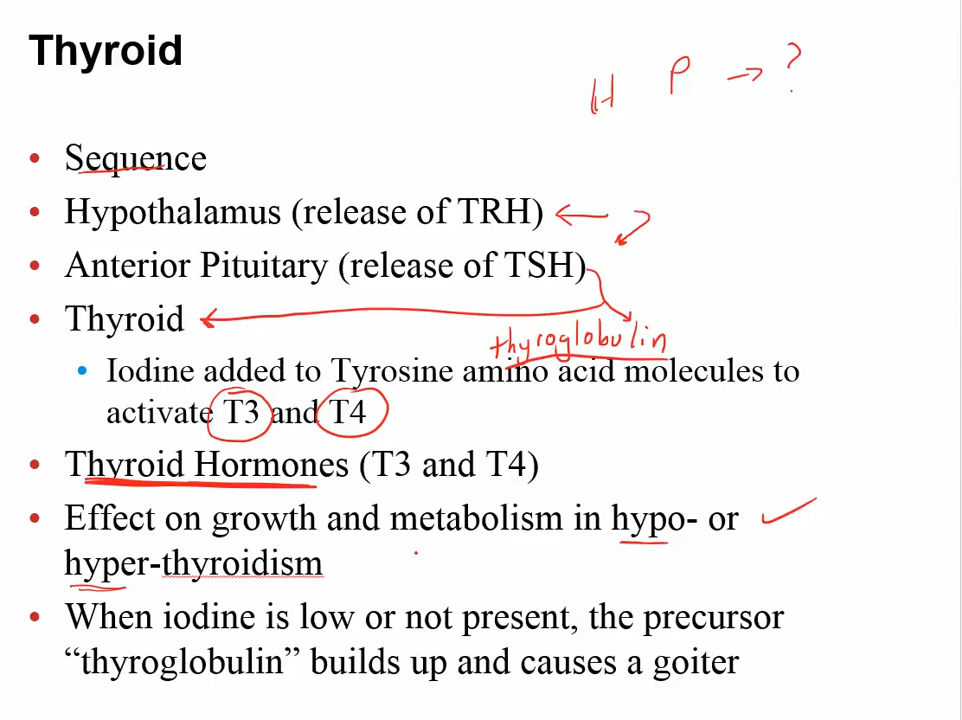 Thyroid
H P → ?
• Sequence
• Hypothalamus (release of TRH)
• Anterior Pituitary (release of TSH)
• Thyroid
thyroglobulin
• Iodine added to Tyrosine amino acid molecules to
activate T3 and T4
• Thyroid Hormones (T3 and T4)
• Effect on growth and metabolism in hypo- or
hyper-thyroidism
• When iodine is low or not present, the precursor
“thyroglobulin” builds up and causes a goiter